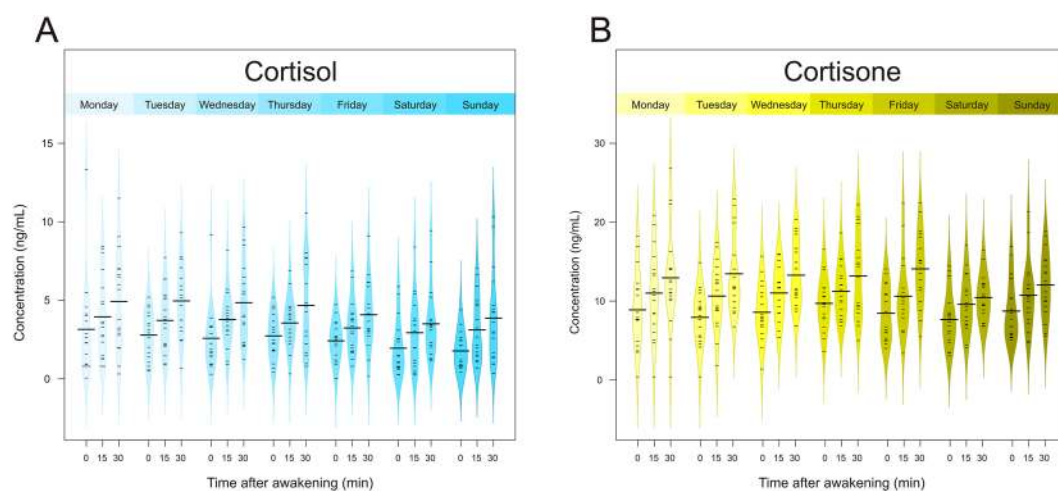 A
Cortisol
Monday Tuesday Wednesday Thursday Friday Saturday Sunday
15
10
5
0
Concentration (ng/mL)
0 15 30 0 15 30 0 15 30 0 15 30 0 15 30 0 15 30 0 15 30
Time after awakening (min)
B
Cortisone
Monday Tuesday Wednesday Thursday Friday Saturday Sunday
30
20
10
0
Concentration (ng/mL)
0 15 30 0 15 30 0 15 30 0 15 30 0 15 30 0 15 30 0 15 30
Time after awakening (min)